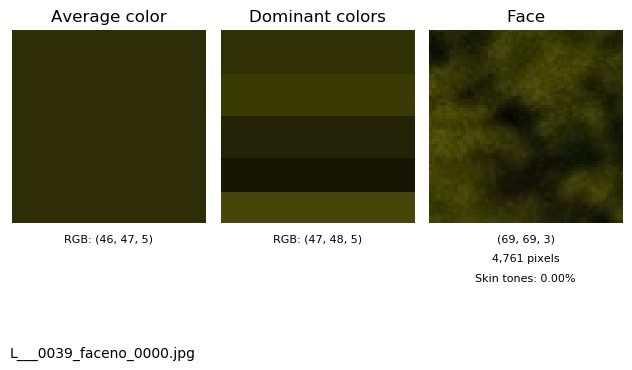 Average color
Dominant colors
Face
RGB: (46, 47, 5)
RGB: (47, 48, 5)
(69, 69, 3)
4,761 pixels
Skin tones: 0.00%
L___0039_faceno_0000.jpg